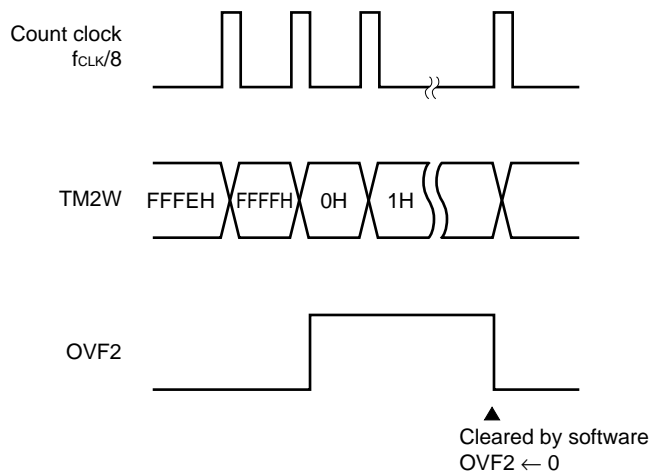 Count clock
fCLK/8
TM2W
FFFEH
FFFFH
0H
1H
OVF2
Cleared by software
OVF2 ← 0